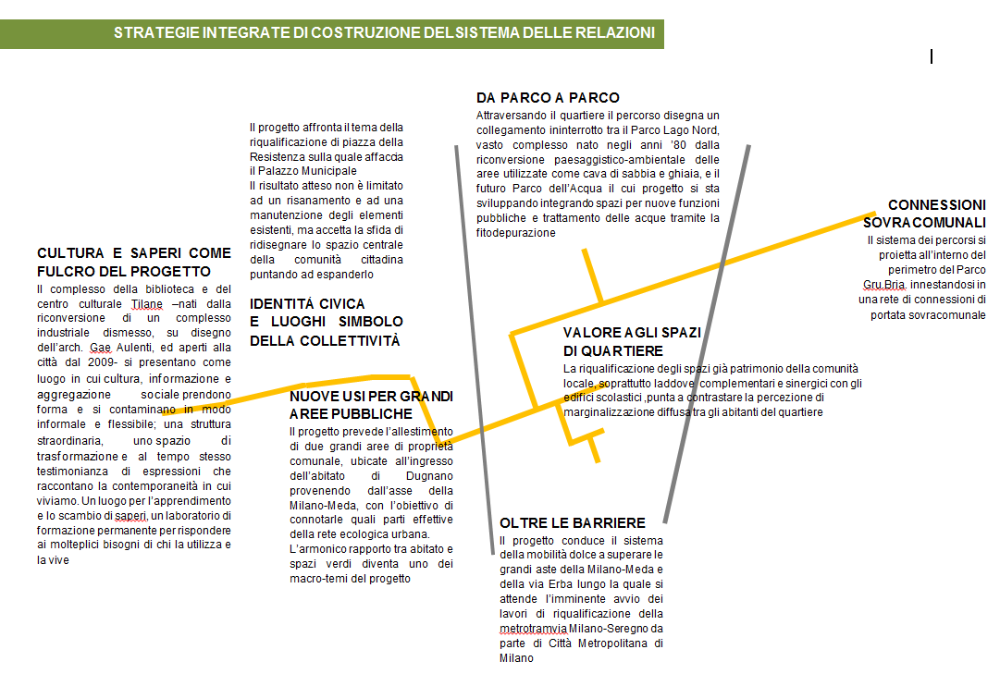 STRATEGIE INTEGRATE DI COSTRUZIONE DEL SISTEMA DELLE RELAZIONI
CULTURA E SAPERI COME
FULCRO DEL PROGETTO
Il complesso della biblioteca e del
centro culturale Tilane –nati dalla
riconversione di un complesso
industriale dismesso, su disegno
dell'arch. Gae Aulenti, ed aperti alla
città dal 2009- si presentano come
luogo in cui cultura, informazione e
aggregazione sociale prendono
forma e si contaminano in modo
informale e flessibile; una struttura
straordinaria, uno spazio di
trasformazione e al tempo stesso
testimonianza di espressioni che
raccontano la contemporaneità in cui
viviamo. Un luogo per l'apprendimento
e lo scambio di saperi, un laboratorio di
formazione permanente per rispondere
ai molteplici bisogni di chi la utilizza e
la vive
Il progetto affronta il tema della
riqualificazione di piazza della
Resistenza sulla quale affaccia
il Palazzo Municipale
Il risultato atteso non è limitato
ad un risanamento e ad una
manutenzione degli elementi
esistenti, ma accetta la sfida di
ridisegnare lo spazio centrale
della comunità cittadina
puntando ad espanderlo
IDENTITÁ CIVICA
E LUOGHI SIMBOLO
DELLA COLLETTIVITÀ
NUOVE USI PER GRANDI
AREE PUBBLICHE
Il progetto prevede l'allestimento
di due grandi aree di proprietà
comunale, ubicate all'ingresso
dell'abitato di Dugnano
provenendo dall'asse della
Milano-Meda, con l'obiettivo di
connotarle quali parti effettive
della rete ecologica urbana.
L'armonico rapporto tra abitato e
spazi verdi diventa uno dei
macro-temi del progetto
DA PARCO A PARCO
Attraversando il quartiere il percorso disegna un
collegamento ininterrotto tra il Parco Lago Nord,
vasto complesso nato negli anni '80 dalla
riconversione paesaggistico-ambientale delle
aree utilizzate come cava di sabbia e ghiaia, e il
futuro Parco dell'Acqua il cui progetto si sta
sviluppando integrando spazi per nuove funzioni
pubbliche e trattamento delle acque tramite la
fitodepurazione
VALORE AGLI SPAZI
DI QUARTIERE
La riqualificazione degli spazi già patrimonio della comunità
locale, soprattutto laddove complementari e sinergici con gli
edifici scolastici ,punta a contrastare la percezione di
marginalizzazione diffusa tra gli abitanti del quartiere
OLTRE LE BARRIERE
Il progetto conduce il sistema
della mobilità dolce a superare le
grandi aste della Milano-Meda e
della via Erba lungo la quale si
attende l'imminente avvio dei
lavori di riqualificazione della
metrotramvia Milano-Seregno da
parte di Città Metropolitana di
Milano
CONNESSIONI
SOVRACOMUNALI
Il sistema dei percorsi si
proietta all'interno del
perimetro del Parco
Gru.Bria, innestandosi in
una rete di connessioni di
portata sovracomunale